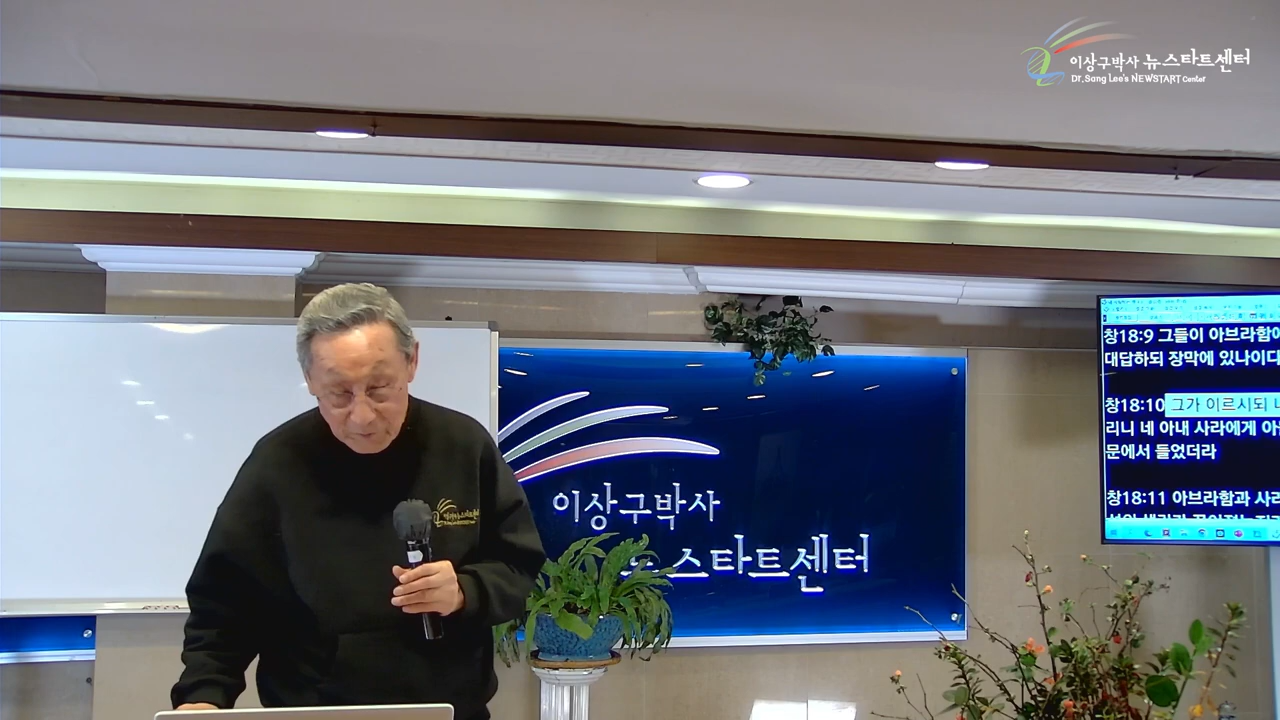 이상구박사 뉴스타트센터
Dr. Sang Lee's NEWSTART Center
창18:9 그들이 아브라함에
대답하되 장막에 있나이다
창18:10 그가 이르시되
리니 네 아내 사라에게
문에서 들었더라
창18:11 아브라함과
이상구박사
뉴스타트센터